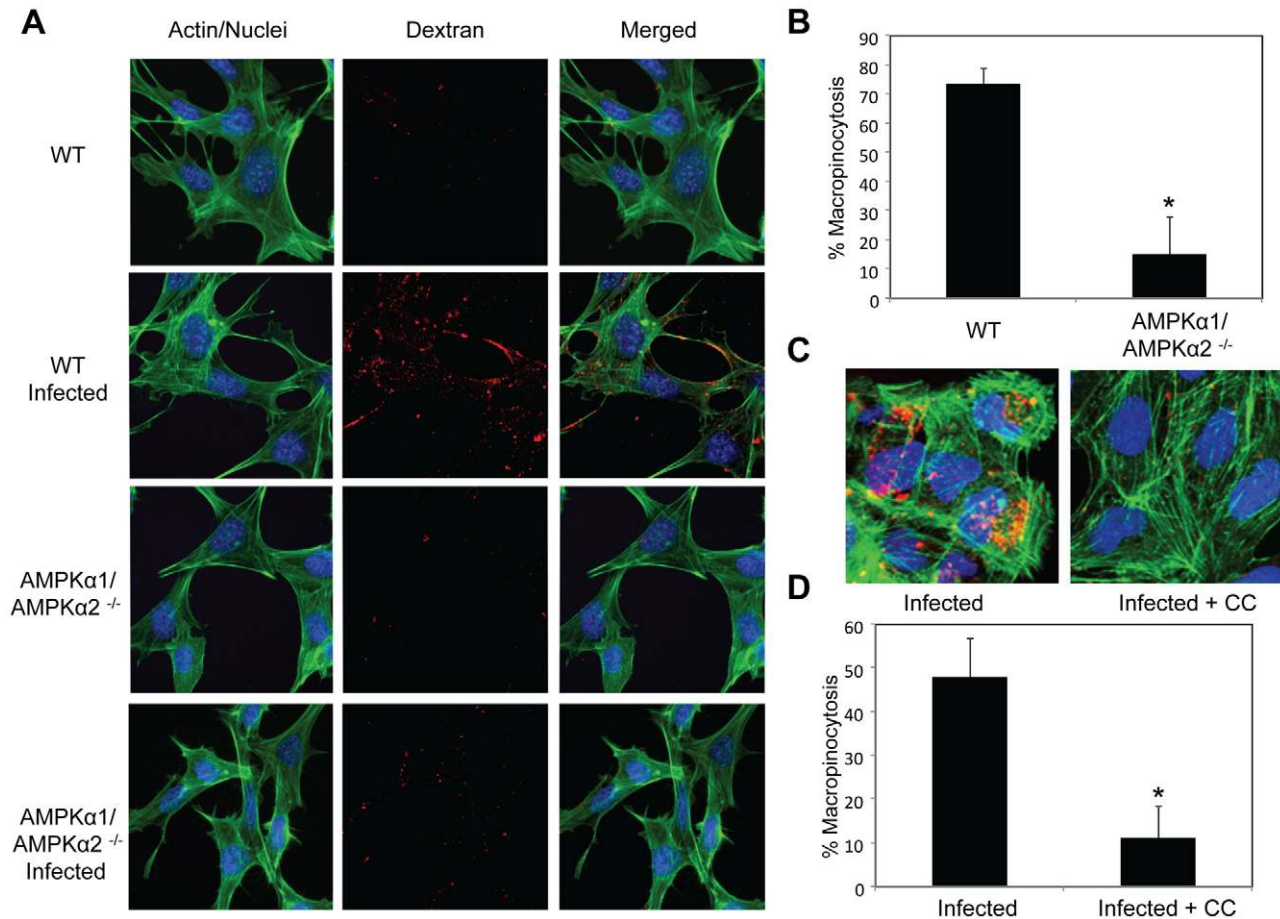 A
Actin/Nuclei
Dextran
Merged
WT
WT
Infected
AMPKα1/
AMPKα2 -/-
AMPKα1/
AMPKα2 -/-
Infected
B
% Macropinocytosis
90
80
70
60
50
40
30
20
10
0
*
WT
AMPKα1/
AMPKα2 -/-
C
Infected
Infected + CC
D
% Macropinocytosis
60
50
40
30
20
10
0
*
Infected
Infected + CC